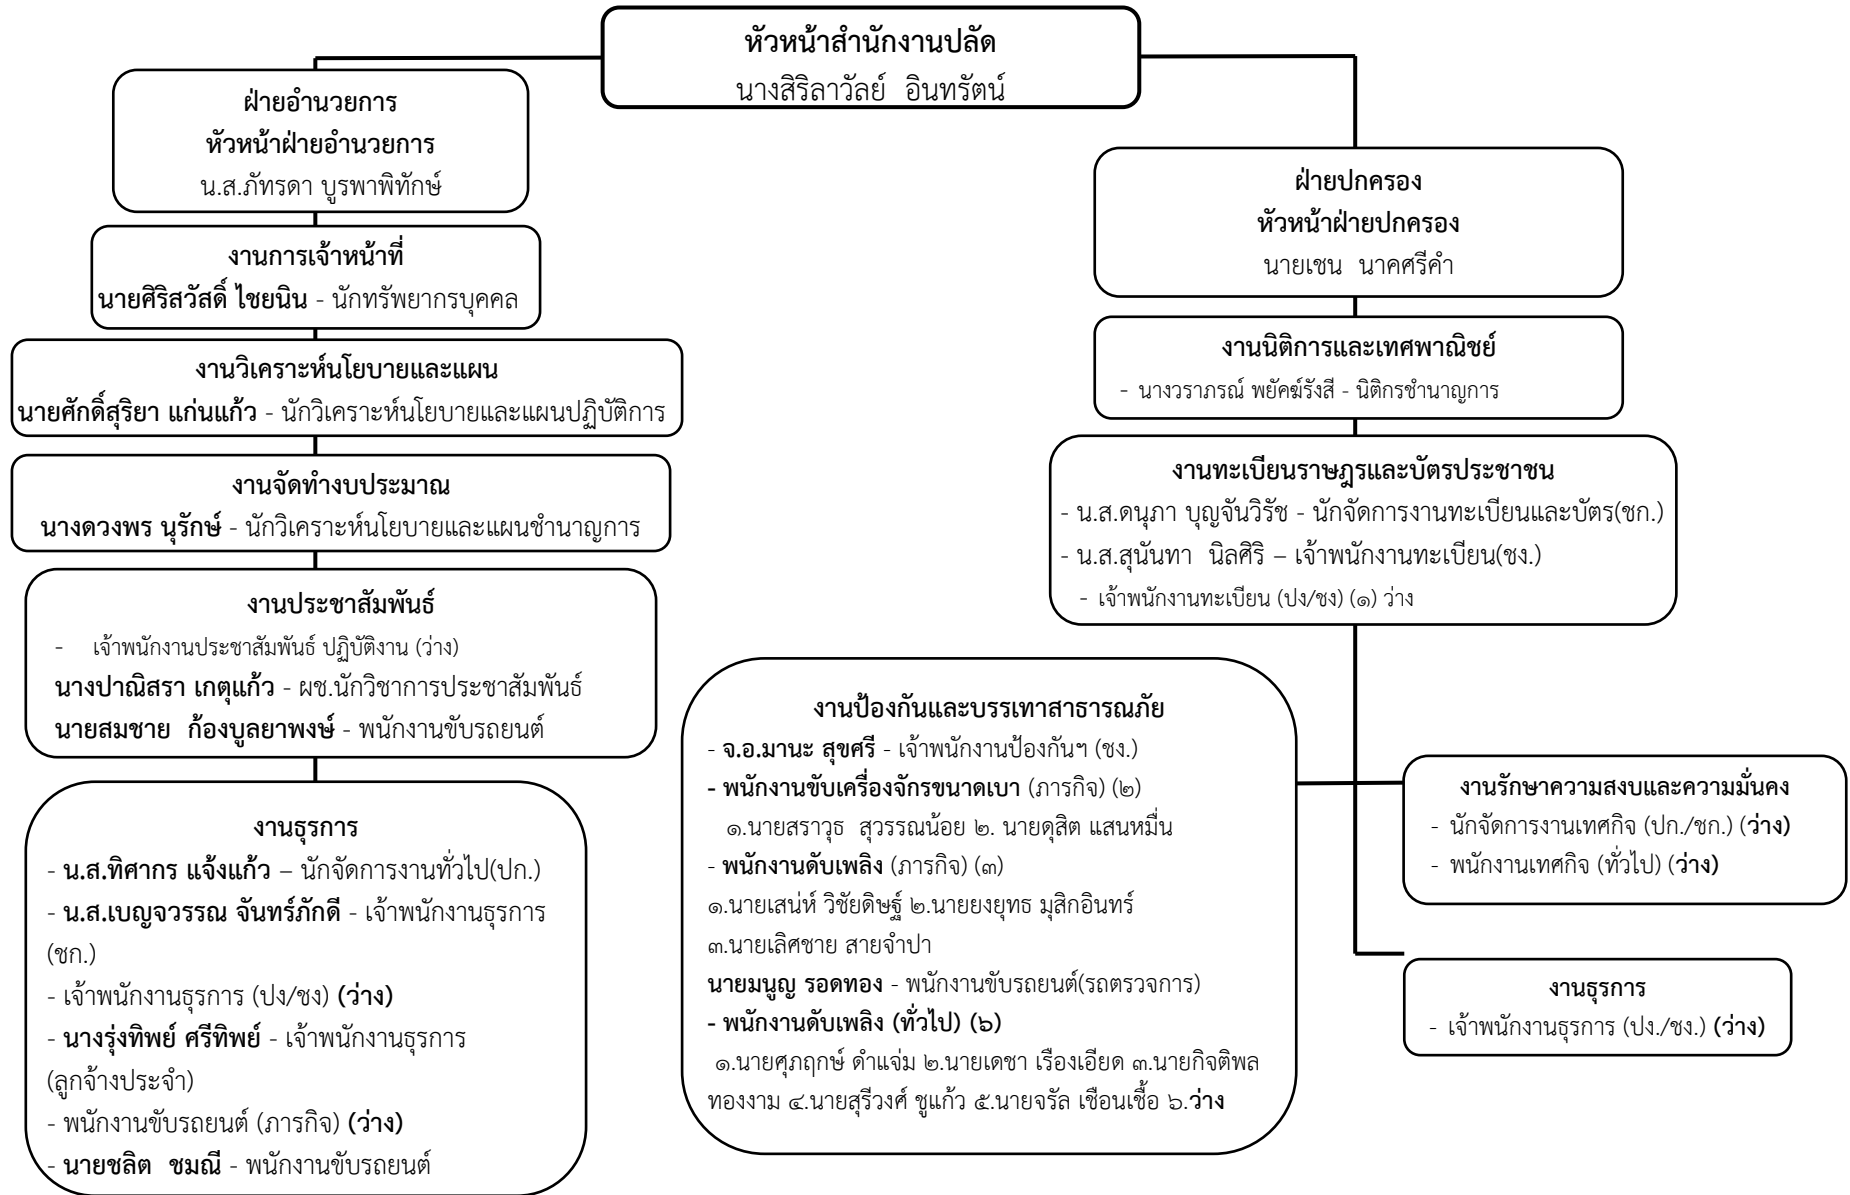 หัวหน้าสำนักงานปลัด
นางสิริลาวัลย์ อินทรัตน์
ฝ่ายอำนวยการ
หัวหน้าฝ่ายอำนวยการ
น.ส.ภัทรดา บูรพาพิทักษ์
งานการเจ้าหน้าที่
นายศิริสวัสดิ์ ไชยนิน - นักทรัพยากรบุคคล
งานวิเคราะห์นโยบายและแผน
นายศักดิ์สุริยา แก่นแก้ว - นักวิเคราะห์นโยบายและแผนปฏิบัติการ
งานจัดทำงบประมาณ
นางดวงพร นุรักษ์ - นักวิเคราะห์นโยบายและแผนชำนาญการ
งานประชาสัมพันธ์
- เจ้าพนักงานประชาสัมพันธ์ ปฏิบัติงาน (ว่าง)
นางปาณิสรา เกตุแก้ว - ผช.นักวิชาการประชาสัมพันธ์
นายสมชาย ก้องบูลยาพงษ์ - พนักงานขับรถยนต์
งานธุรการ
- น.ส.ทิศากร แจ้งแก้ว – นักจัดการงานทั่วไป(ปก.)
- น.ส.เบญจวรรณ จันทร์ภักดี - เจ้าพนักงานธุรการ
(ชก.)
- เจ้าพนักงานธุรการ (ปง/ชง) (ว่าง)
- นางรุ่งทิพย์ ศรีทิพย์ - เจ้าพนักงานธุรการ
(ลูกจ้างประจำ)
- พนักงานขับรถยนต์ (ภารกิจ) (ว่าง)
- นายชลิต ชมณี - พนักงานขับรถยนต์
ฝ่ายปกครอง
หัวหน้าฝ่ายปกครอง
นายเชน นาคศรีคำ
งานนิติการและเทศพาณิชย์
- นางวราภรณ์ พยัคฆ์รังสี - นิติกรชำนาญการ
งานทะเบียนราษฎรและบัตรประชาชน
- น.ส.ดนุภา บุญจันวิรัช - นักจัดการงานทะเบียนและบัตร(ชก.)
- น.ส.สุนันทา นิลศิริ – เจ้าพนักงานทะเบียน(ชง.)
- เจ้าพนักงานทะเบียน (ปง/ชง) (๑) ว่าง
งานป้องกันและบรรเทาสาธารณภัย
- จ.อ.มานะ สุขศรี - เจ้าพนักงานป้องกันฯ (ชง.)
- พนักงานขับเครื่องจักรขนาดเบา (ภารกิจ) (๒)
๑.นายสราวุธ สุวรรณน้อย ๒. นายดุสิต แสนหมื่น
- พนักงานดับเพลิง (ภารกิจ) (๓)
๑.นายเสน่ห์ วิชัยดิษฐ์ ๒.นายยงยุทธ มุสิกอินทร์
๓.นายเลิศชาย สายจำปา
นายมนูญ รอดทอง - พนักงานขับรถยนต์(รถตรวจการ)
- พนักงานดับเพลิง (ทั่วไป) (๖)
๑.นายศุภฤกษ์ ดำแจ่ม ๒.นายเดชา เรืองเอียด ๓.นายกิจติพล
ทองงาม ๔.นายสุรีวงศ์ ชูแก้ว ๕.นายจรัล เชือนเชื้อ ๖.ว่าง
งานรักษาความสงบและความมั่นคง
- นักจัดการงานเทศกิจ (ปก./ชก.) (ว่าง)
- พนักงานเทศกิจ (ทั่วไป) (ว่าง)
งานธุรการ
- เจ้าพนักงานธุรการ (ปง./ชง.) (ว่าง)